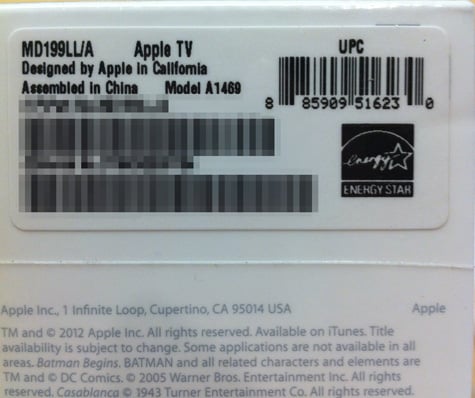 MD199LL/A Apple TV
Designed by Apple in California
Assembled in China Model A1469
UPC
8 85909 51623 0
energy
ENERGY STAR
Apple Inc., 1 Infinite Loop, Cupertino, CA 95014 USA Apple
TM and © 2012 Apple Inc. All rights reserved. Available on iTunes. Title
availability is subject to change. Some applications are not available in all
areas. Batman Begins. BATMAN and all related characters and elements are
TM and © DC Comics. © 2005 Warner Bros. Entertainment Inc. All rights
reserved. Casablanca © 1943 Turner Entertainment Co. All rights reserved.